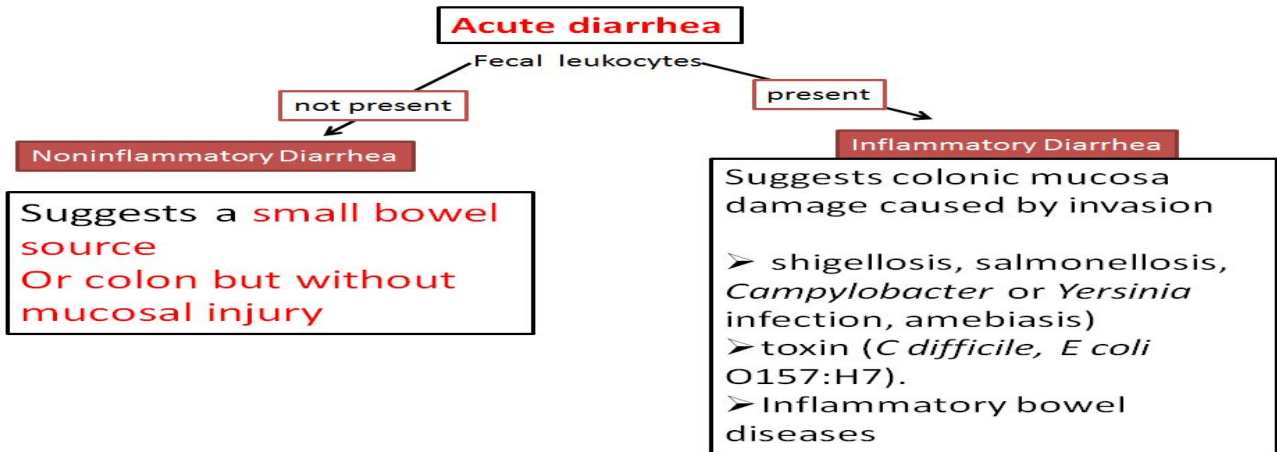 Acute diarrhea
Fecal leukocytes
not present
present
Noninflammatory Diarrhea
Inflammatory Diarrhea
Suggests a small bowel
source
Or colon but without
mucosal injury
Suggests colonic mucosa
damage caused by invasion
➤ shigellosis, salmonellosis,
Campylobacter or Yersinia
infection, amebiasis)
➤toxin (C difficile, E coli
O157:H7).
➤Inflammatory bowel
diseases